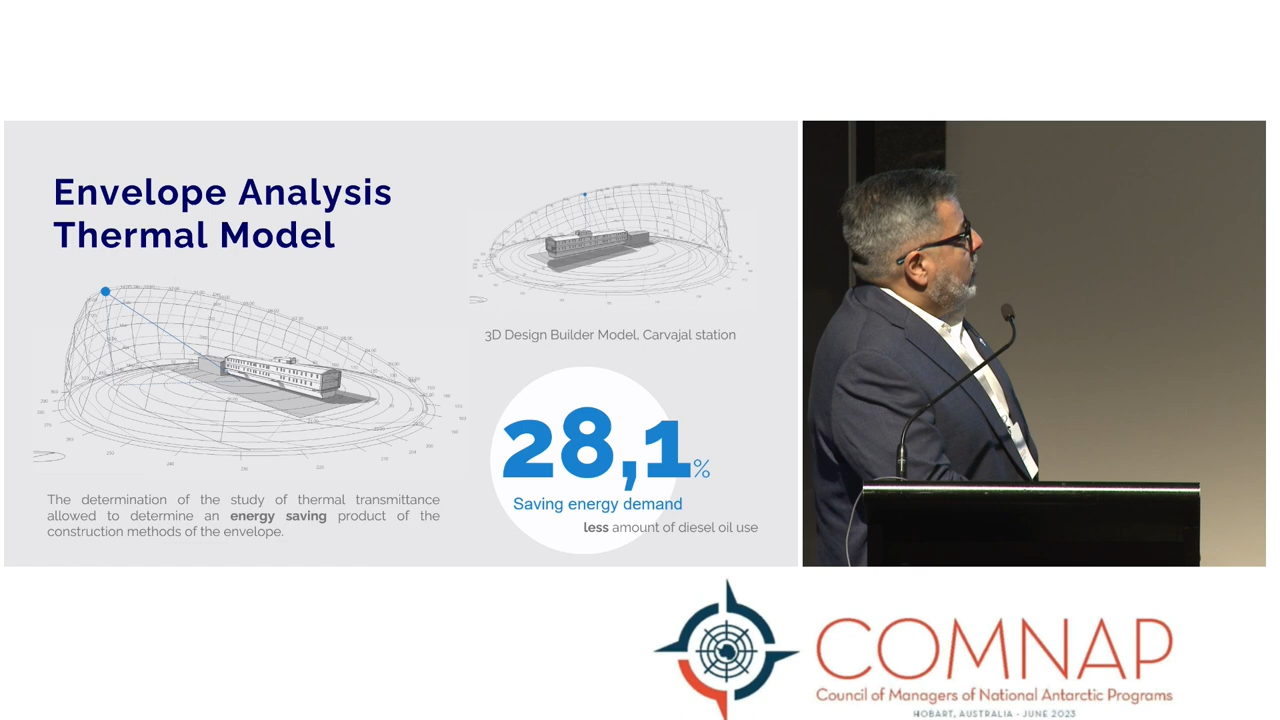 Envelope Analysis
Thermal Model
3D Design Builder Model, Carvajal station
28,1%
Saving energy demand
less amount of diesel oil use
The determination of the study of thermal transmittance
allowed to determine an energy saving product of the
construction methods of the envelope.
COMNAP
Council of Managers of National Antarctic Programs
HOBART, AUSTRALIA - JUNE 2023